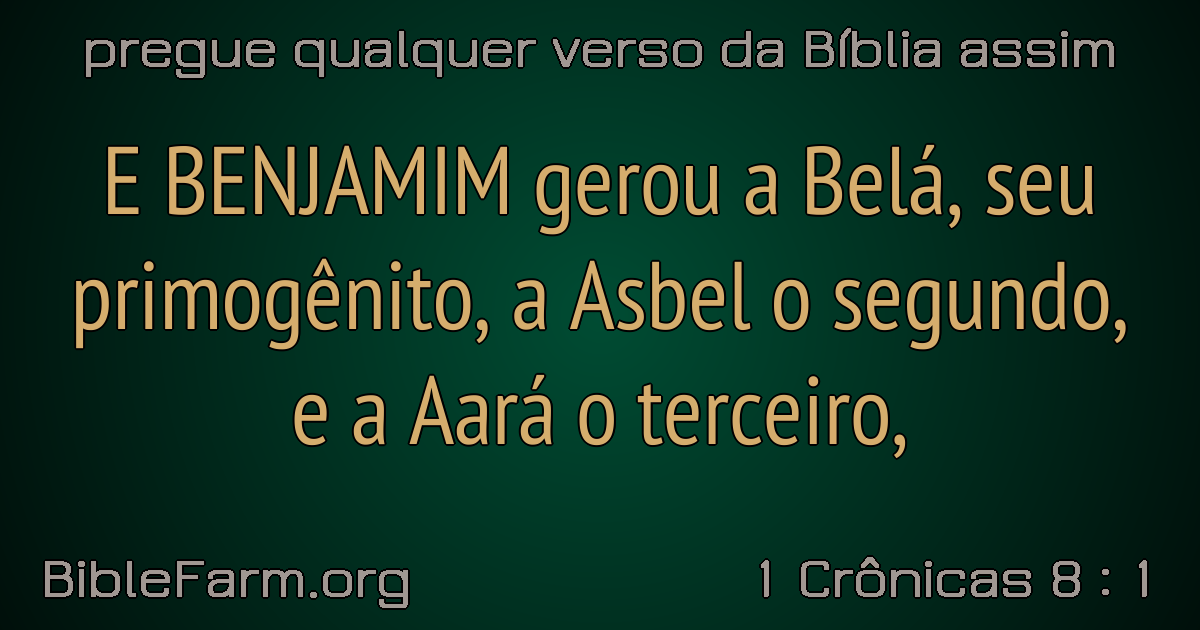 pregue qualquer verso da Bíblia assim
E BENJAMIM gerou a Belá, seu
primogênito, a Asbel o segundo,
e a Aará o terceiro,
BibleFarm.org
1 Crônicas 8 : 1